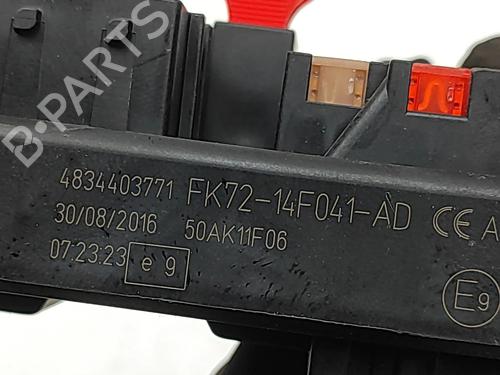 B-PARTS
4834403771 FK72-14F041-AD CE A
30/08/2016 50AK11F06
07:23:23 e 9
E9